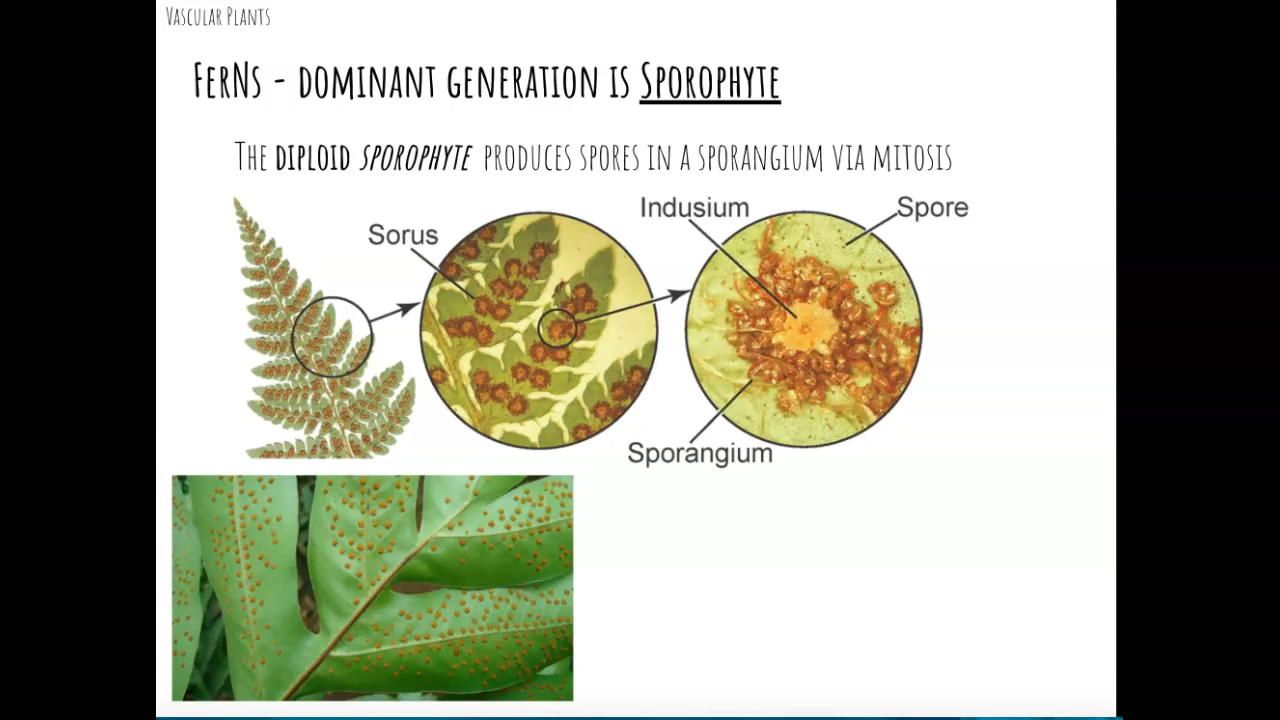 Vascular Plants
Ferns - dominant generation is Sporophyte
The diploid sporophyte produces spores in a sporangium via mitosis
Indusium
Spore
Sorus
Sporangium